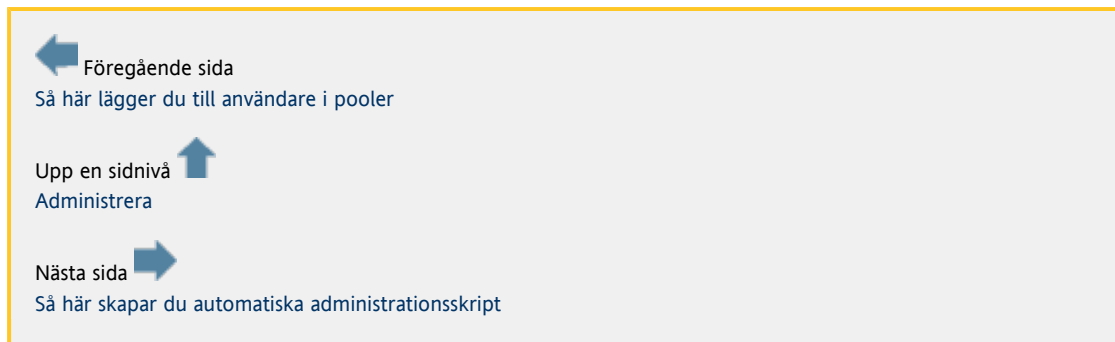 Föregående sida
Så här lägger du till användare i pooler
Upp en sidnivå
Administrera
Nästa sida
Så här skapar du automatiska administrationsskript